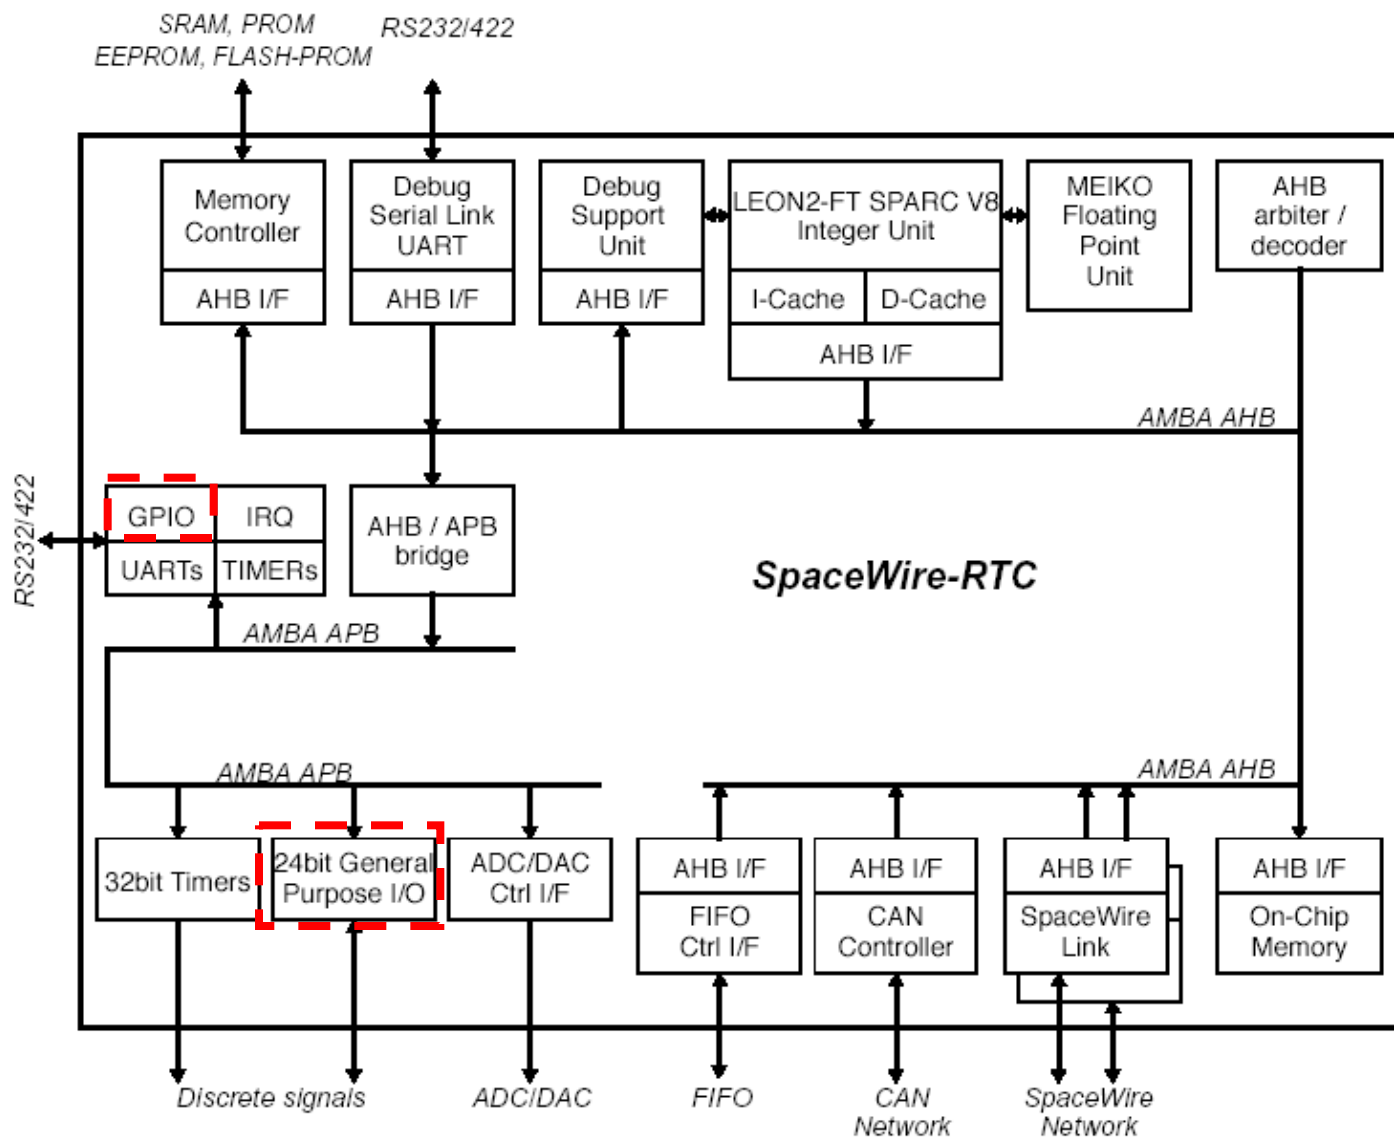 SRAM, PROM
EEPROM, FLASH-PROM
RS232/422
Memory
Controller
AHB I/F
Debug
Serial Link
UART
AHB I/F
Debug
Support
Unit
AHB I/F
LEON2-FT SPARC V8
Integer Unit
I-Cache
D-Cache
AHB I/F
MEIKO
Floating
Point
Unit
AHB
arbiter /
decoder
AMBA AHB
RS232/422
GPIO
IRQ
UARTs
TIMERs
AHB / APB
bridge
SpaceWire-RTC
AMBA APB
AMBA APB
AMBA AHB
32bit Timers
24bit General
Purpose I/O
ADC/DAC
Ctrl I/F
AHB I/F
FIFO
Ctrl I/F
AHB I/F
CAN
Controller
AHB I/F
SpaceWire
Link
AHB I/F
On-Chip
Memory
Discrete signals
ADC/DAC
FIFO
CAN
Network
SpaceWire
Network